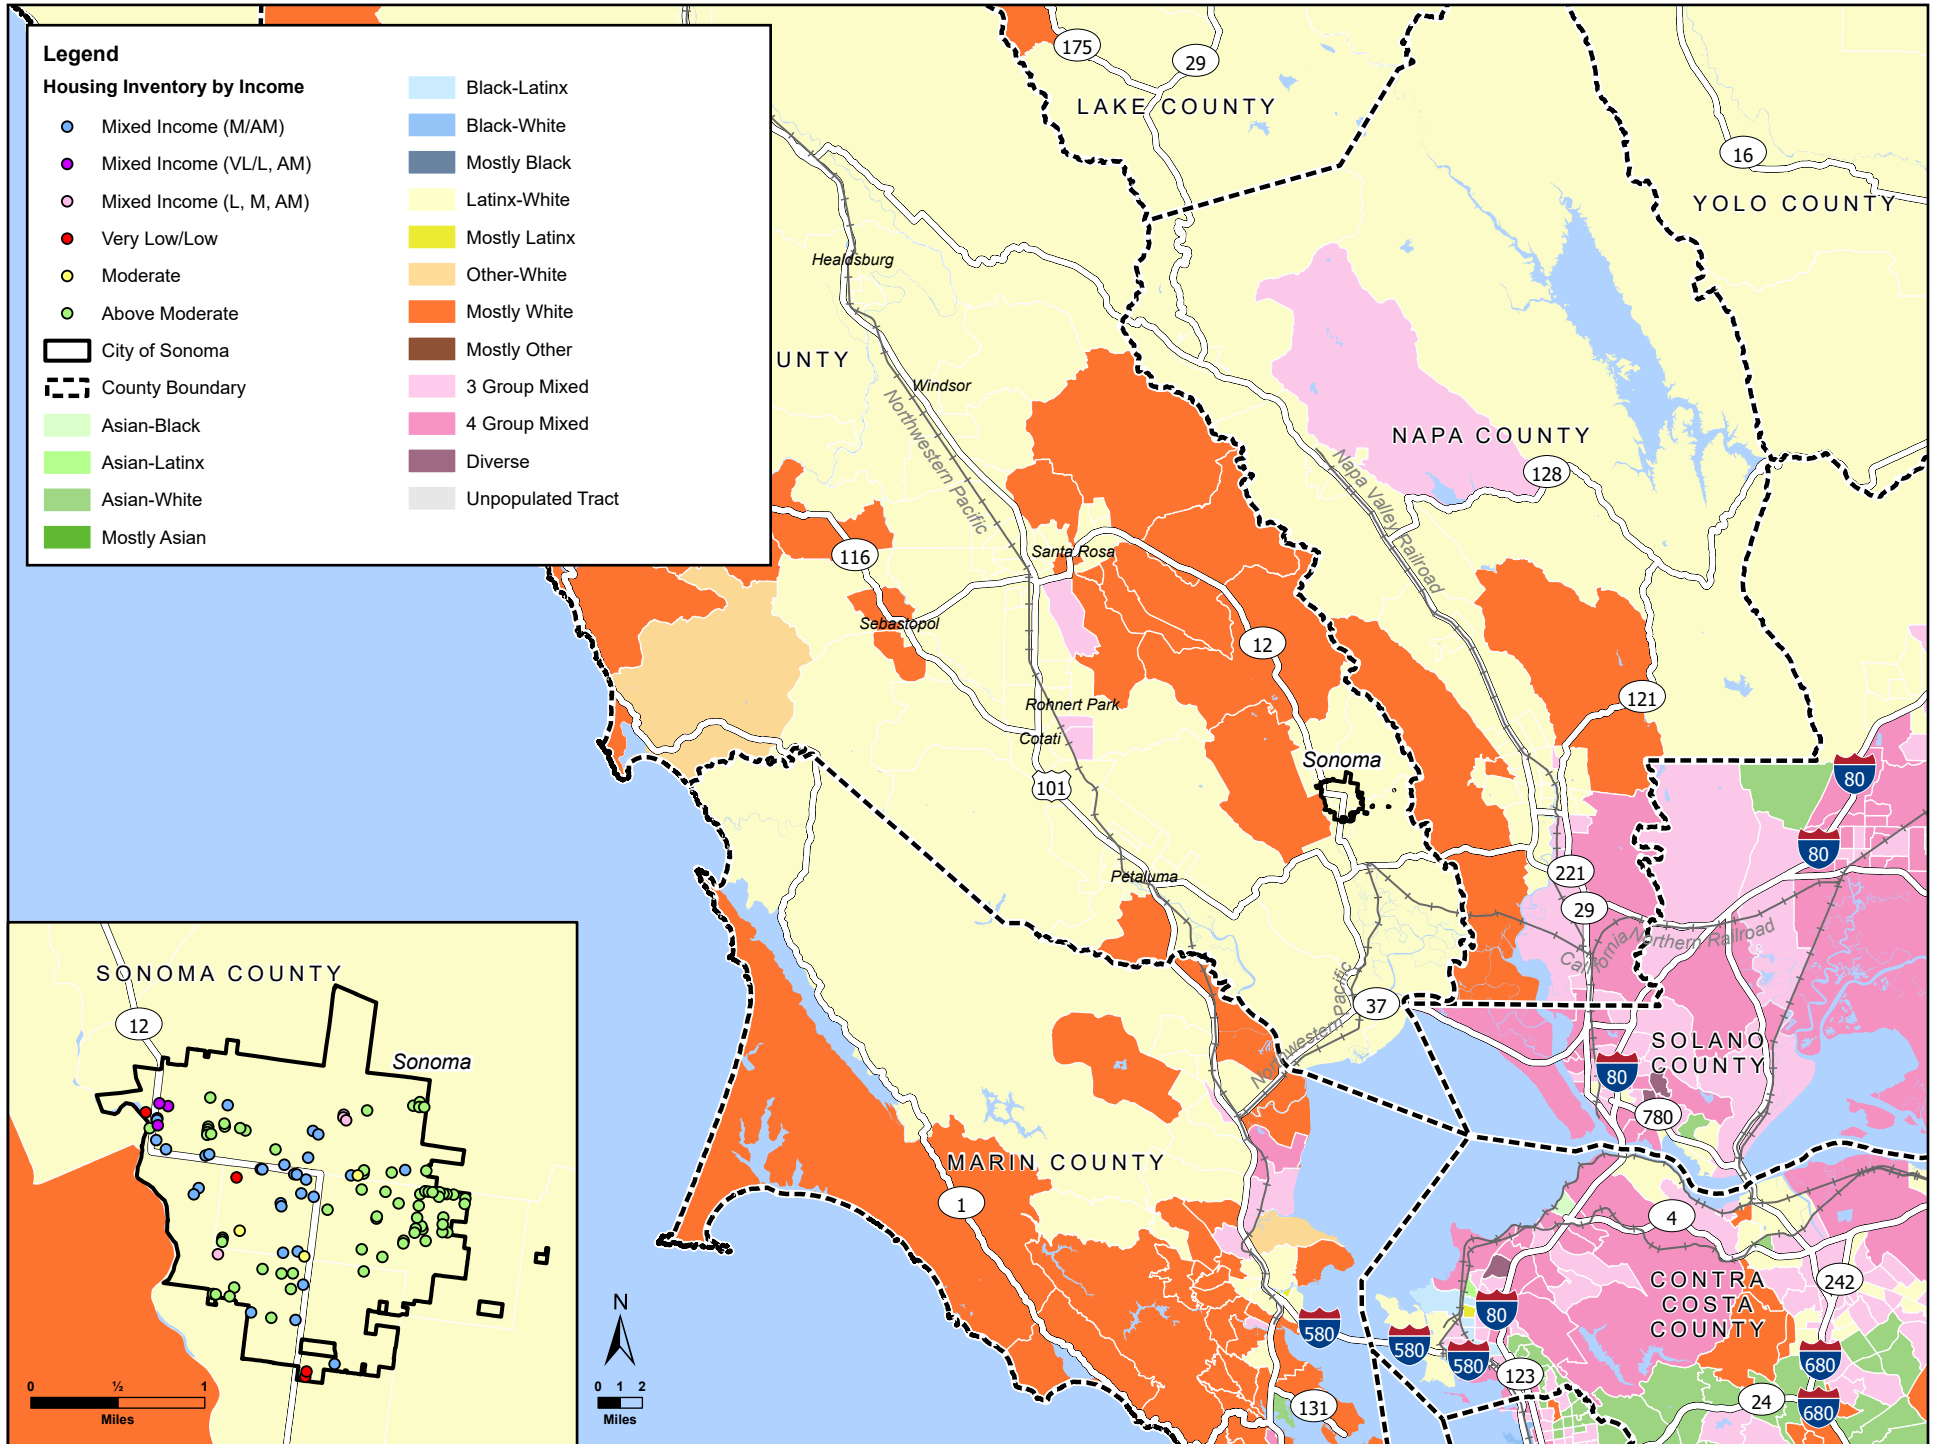 Legend
Housing Inventory by Income
Mixed Income (M/AM)
Mixed Income (VL/L, AM)
Mixed Income (L, M, AM)
Very Low/Low
Moderate
Above Moderate
City of Sonoma
County Boundary
Asian-Black
Asian-Latinx
Asian-White
Mostly Asian
Black-Latinx
Black-White
Mostly Black
Latinx-White
Mostly Latinx
Other-White
Mostly White
Mostly Other
3 Group Mixed
4 Group Mixed
Diverse
Unpopulated Tract
175
29
LAKE COUNTY
16
YOLO COUNTY
Healdsburg
UNTY
Windsor
Northwestern Pacific
NAPA COUNTY
128
Napa Valley Railroad
116
Santa Rosa
Sebastopol
12
121
Rohnert Park
Cotati
Sonoma
101
80
80
Petaluma
221
29
California Northern Railroad
37
Northwestern Pacific
SOLANO
COUNTY
80
780
MARIN COUNTY
1
4
CONTRA
COSTA
COUNTY
242
80
580
580
580
680
123
24
680
131
SONOMA COUNTY
12
Sonoma
0 ½ 1
Miles
N
0 1 2
Miles